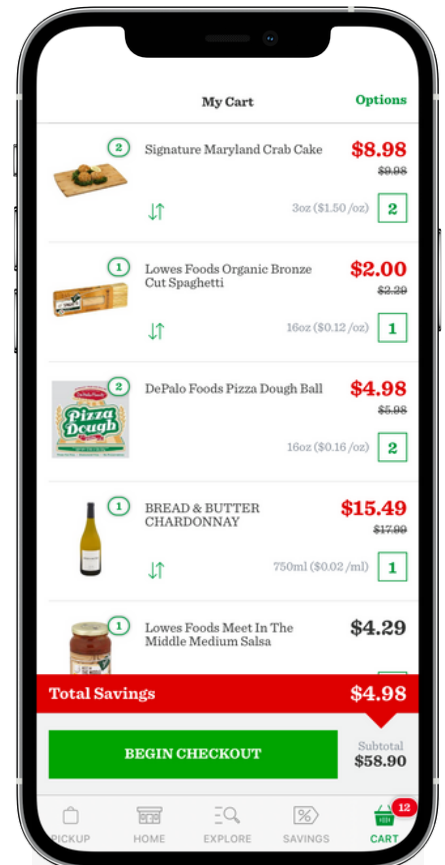 My Cart
Options
2
Signature Maryland Crab Cake
$8.98
$9.98
3oz ($1.50/oz)
2
1
Lowes Foods Organic Bronze
Cut Spaghetti
$2.00
$2.29
16oz ($0.12/oz)
1
2
DePalo Foods Pizza Dough Ball
$4.98
$5.98
Pizza
Dough
16oz ($0.16/oz)
2
1
BREAD & BUTTER
CHARDONNAY
$15.49
$17.99
750ml ($0.02/ml)
1
1
Lowes Foods Meet In The
Middle Medium Salsa
$4.29
Total Savings
$4.98
BEGIN CHECKOUT
Subtotal
$58.90
PICKUP
HOME
EXPLORE
SAVINGS
12
CART